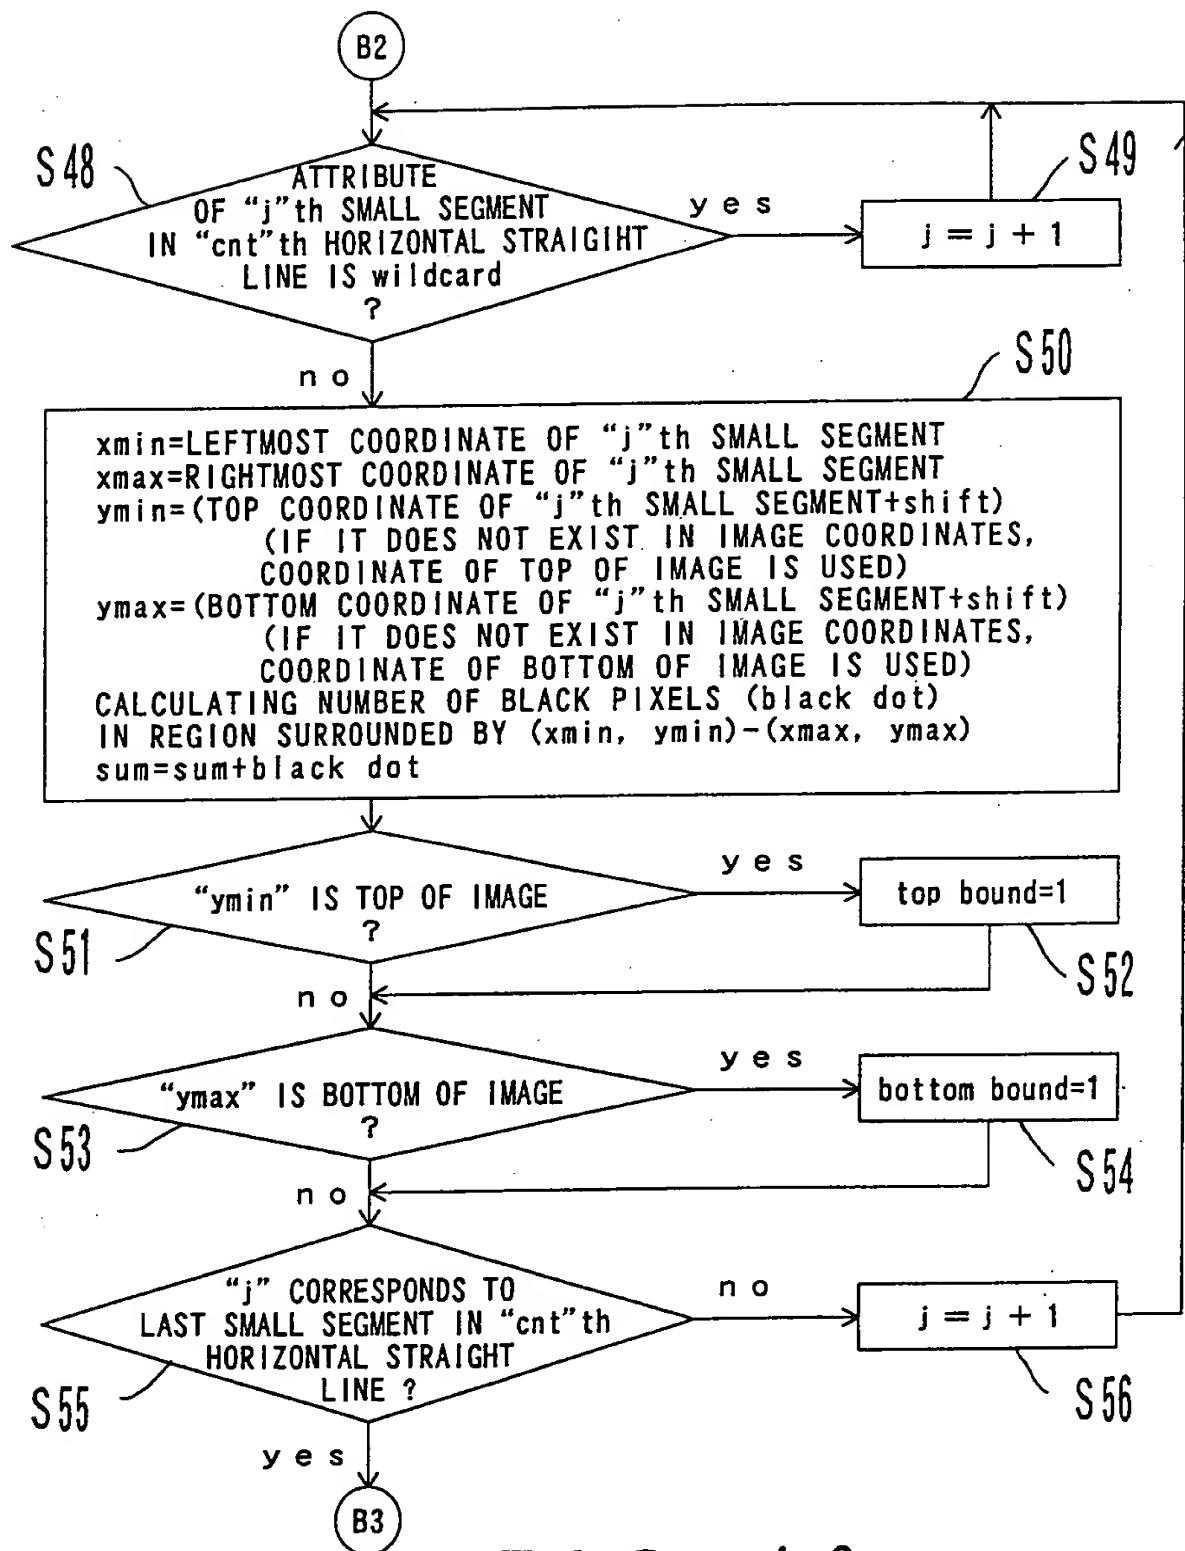 B2
S48
ATTRIBUTE
OF “j”th SMALL SEGMENT
IN “cnt”th HORIZONTAL STRAIGIHT
LINE IS wildcard
?
yes
S49
j = j + 1
no
S50
xmin=LEFTMOST COORDINATE OF “j”th SMALL SEGMENT
xmax=RIGHTMOST COORDINATE OF “j”th SMALL SEGMENT
ymin=(TOP COORDINATE OF “j”th SMALL SEGMENT+shift)
(IF IT DOES NOT EXIST IN IMAGE COORDINATES,
COORDINATE OF TOP OF IMAGE IS USED)
ymax=(BOTTOM COORDINATE OF “j”th SMALL SEGMENT+shift)
(IF IT DOES NOT EXIST IN IMAGE COORDINATES,
COORDINATE OF BOTTOM OF IMAGE IS USED)
CALCULATING NUMBER OF BLACK PIXELS (black dot)
IN REGION SURROUNDED BY (xmin, ymin)-(xmax, ymax)
sum=sum+black dot
“ymin” IS TOP OF IMAGE
?
yes
top bound=1
S51
S52
no
“ymax” IS BOTTOM OF IMAGE
?
yes
bottom bound=1
S53
S54
no
“j” CORRESPONDS TO
LAST SMALL SEGMENT IN “cnt”th
HORIZONTAL STRAIGHT
LINE ?
no
j = j + 1
S55
S56
yes
B3